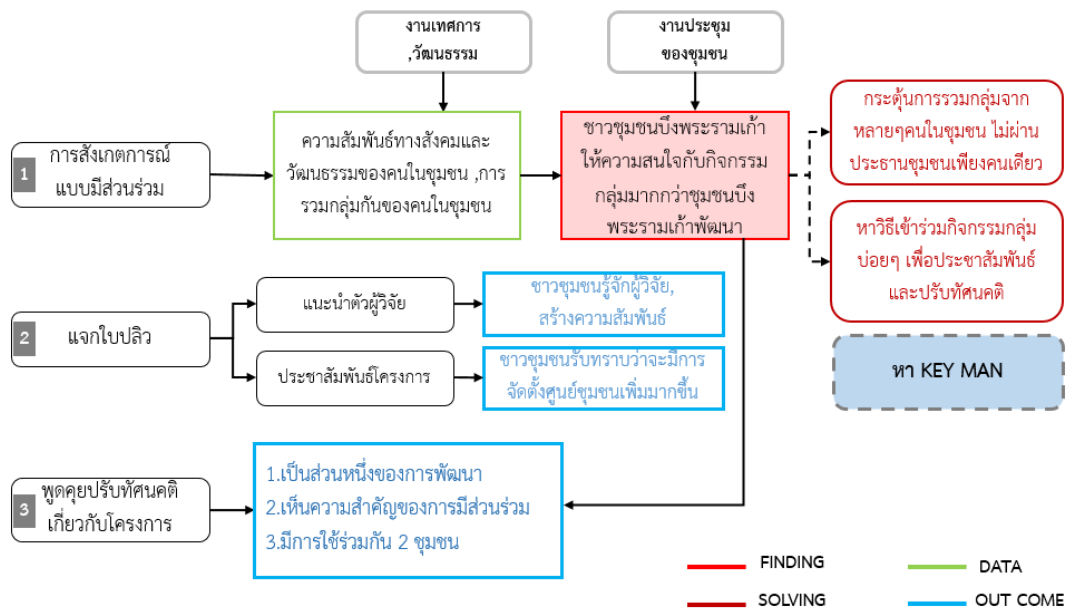 งานเทศการ
,วัฒนธรรม
งานประชุม
ของชุมชน
1
การสังเกตการณ์
แบบมีส่วนร่วม
ความสัมพันธ์ทางสังคมและ
วัฒนธรรมของคนในชุมชน ,การ
รวมกลุ่มกันของคนในชุมชน
ชาวชุมชนบึงพระรามเก้า
ให้ความสนใจกับกิจกรรม
กลุ่มมากกว่าชุมชนบึง
พระรามเก้าพัฒนา
กระตุ้นการรวมกลุ่มจาก
หลายๆคนในชุมชน ไม่ผ่าน
ประธานชุมชนเพียงคนเดียว
หาวิธีเข้าร่วมกิจกรรมกลุ่ม
บ่อยๆ เพื่อประชาสัมพันธ์
และปรับทัศนคติ
2
แจกใบปลิว
แนะนำตัวผู้วิจัย
ชาวชุมชนรู้จักผู้วิจัย,
สร้างความสัมพันธ์
ประชาสัมพันธ์โครงการ
ชาวชุมชนรับทราบว่าจะมีการ
จัดตั้งศูนย์ชุมชนเพิ่มมากขึ้น
หา KEY MAN
3
พูดคุยปรับทัศนคติ
เกี่ยวกับโครงการ
1.เป็นส่วนหนึ่งของการพัฒนา
2.เห็นความสำคัญของการมีส่วนร่วม
3.มีการใช้ร่วมกัน 2 ชุมชน
FINDING
DATA
SOLVING
OUT COME